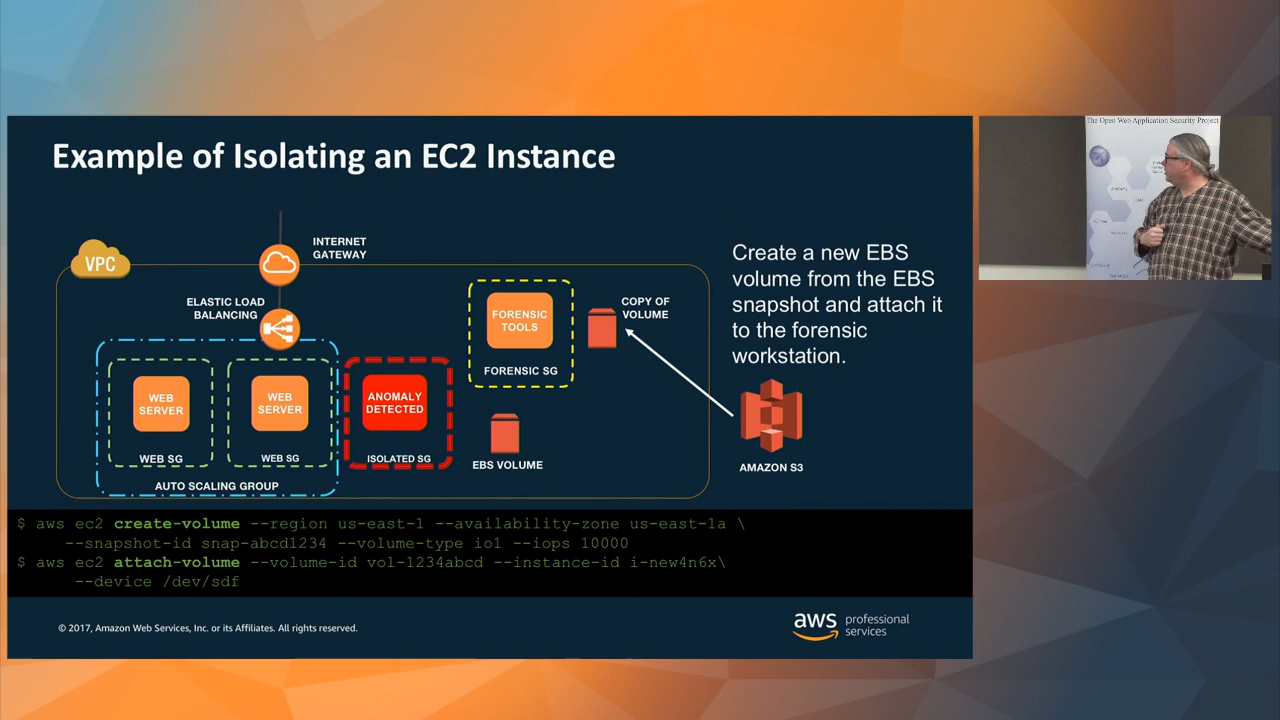 Example of Isolating an EC2 Instance
The Open Web Application Security Project
VPC
INTERNET
GATEWAY
ELASTIC LOAD
BALANCING
FORENSIC
TOOLS
FORENSIC SG
COPY OF
VOLUME
Create a new EBS
volume from the EBS
snapshot and attach it
to the forensic
workstation.
WEB
SERVER
WEB SG
WEB
SERVER
WEB SG
AUTO SCALING GROUP
ANOMALY
DETECTED
ISOLATED SG
EBS VOLUME
AMAZON S3
$ aws ec2 create-volume --region us-east-1 --availability-zone us-east-1a \
--snapshot-id snap-abcd1234 --volume-type io1 --iops 10000
$ aws ec2 attach-volume --volume-id vol-1234abcd --instance-id i-new4n6x\
--device /dev/sdf
© 2017, Amazon Web Services, Inc. or its Affiliates. All rights reserved.
aws professional
services